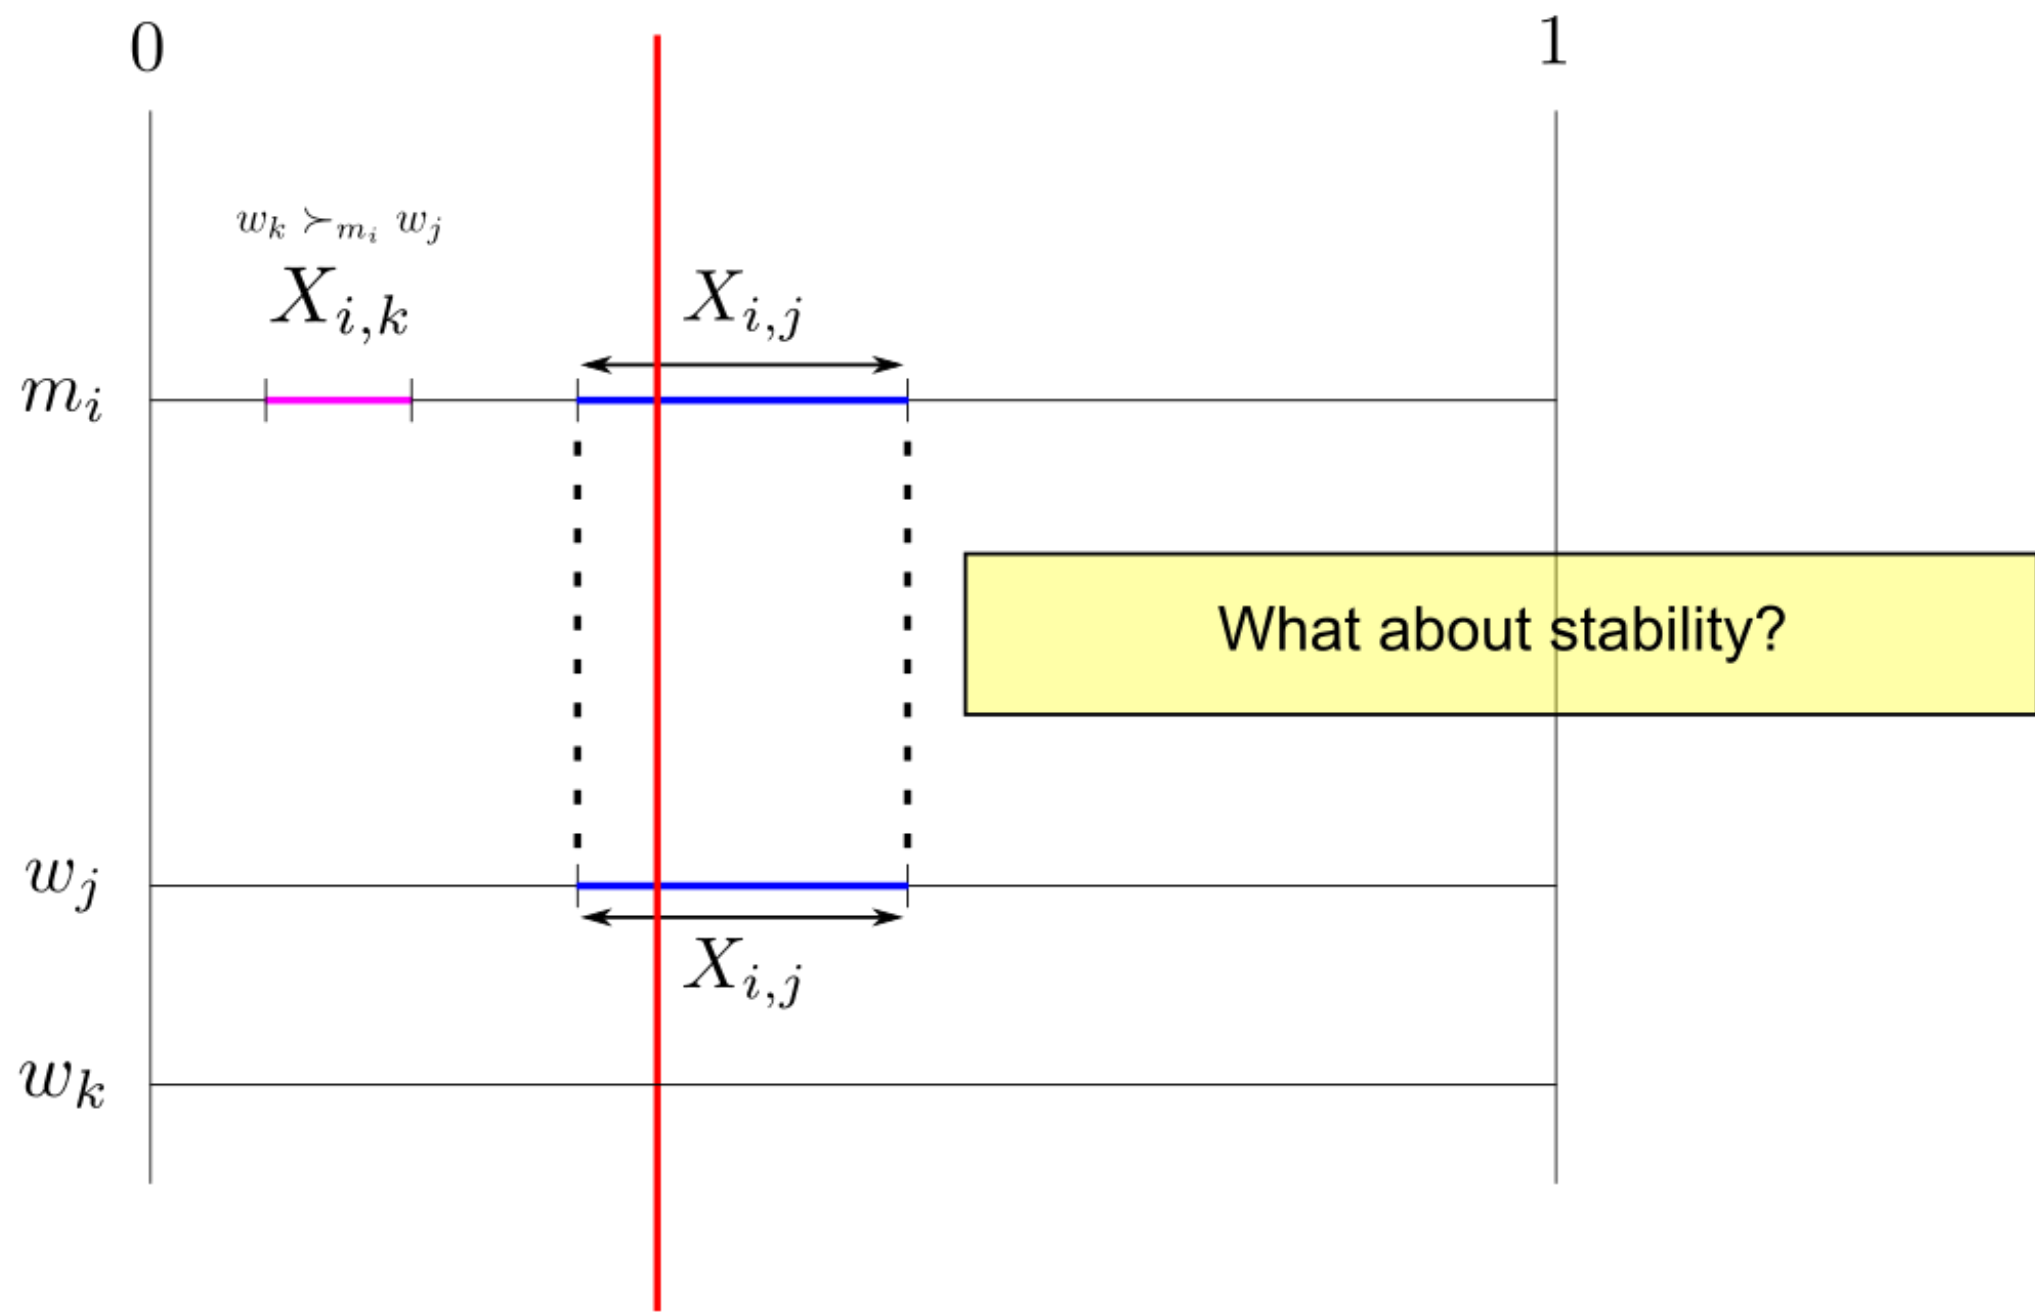 0
1
w_k ≻_{m_i} w_j
X_{i,k}
X_{i,j}
m_i
What about stability?
w_j
X_{i,j}
w_k